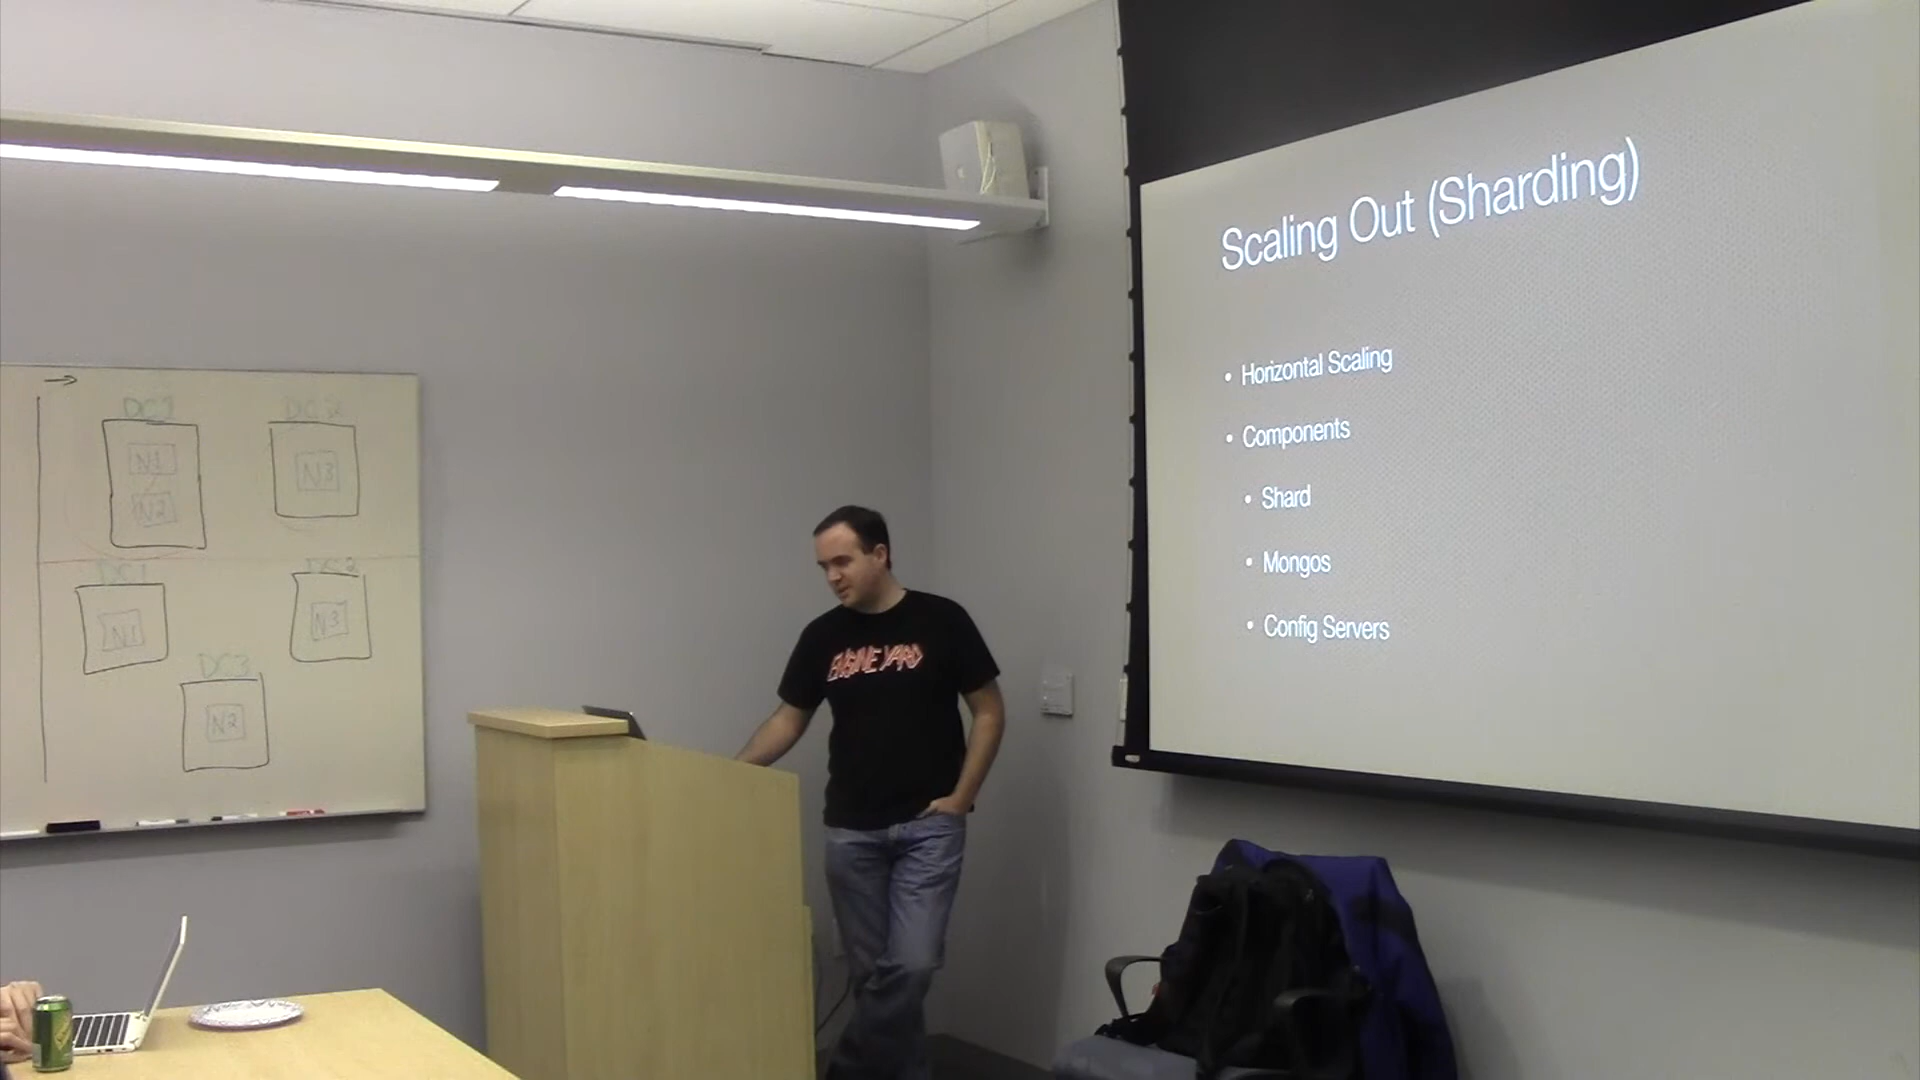 DC1
DC2
N1
N2
N3
DC1
DC2
N1
N3
DC3
N2
ENGINE YARD
Scaling Out (Sharding)
• Horizontal Scaling
• Components
• Shard
• Mongos
• Config Servers